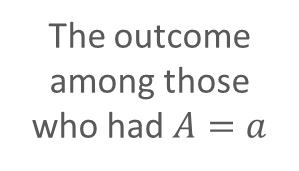 The outcome
among those
who had A = a